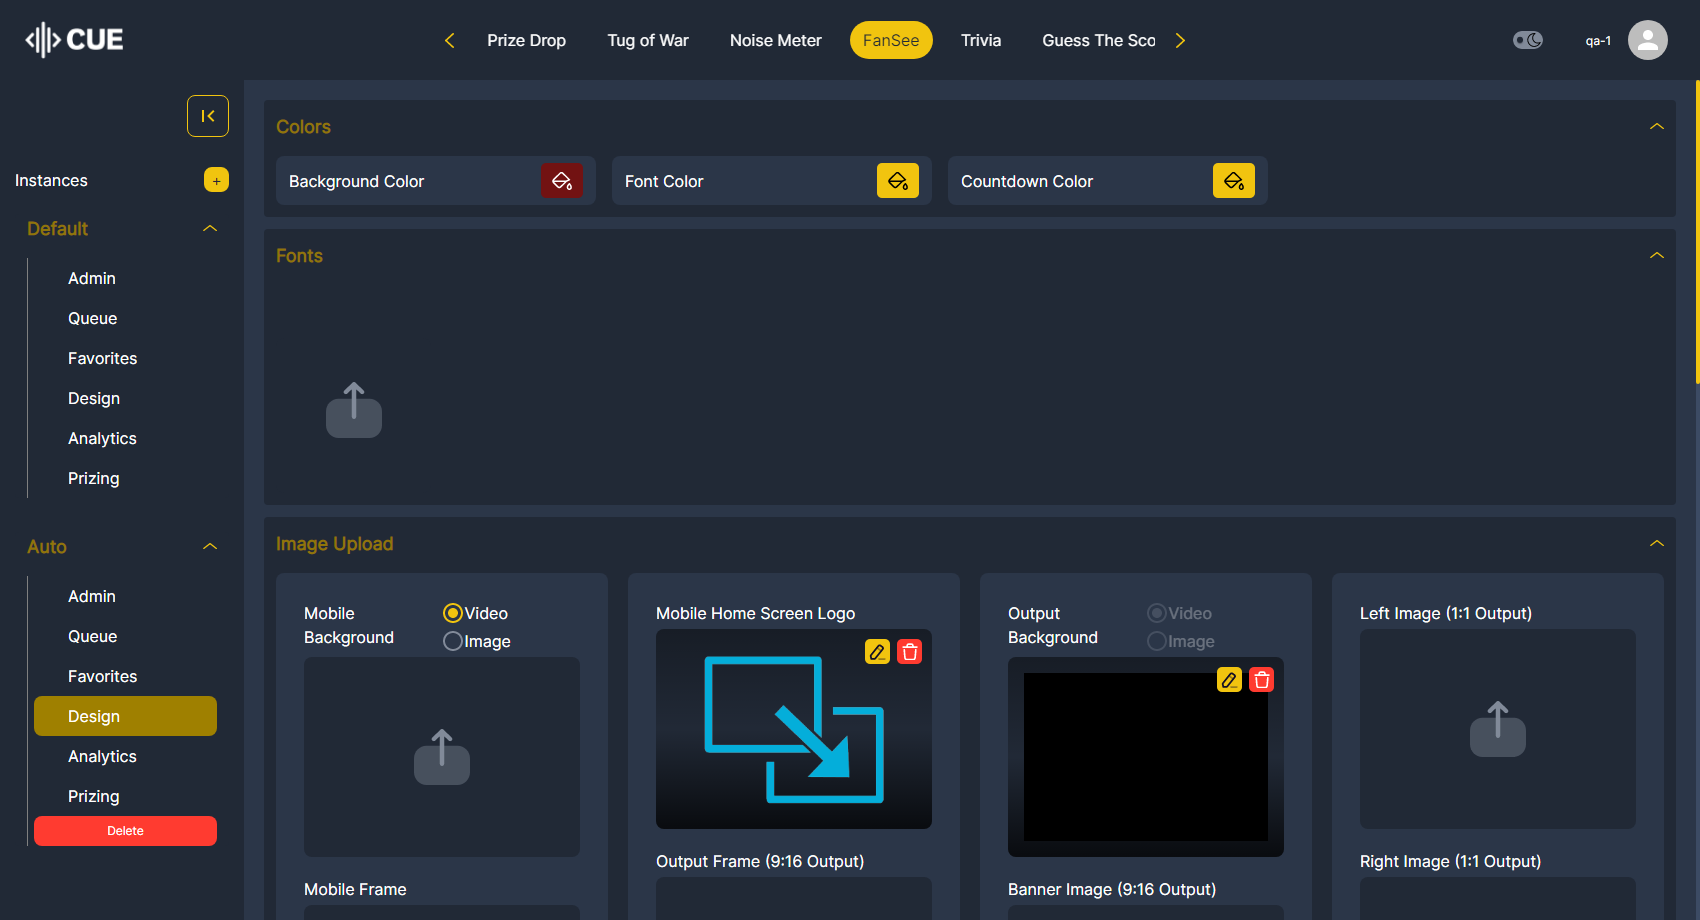 CUE
Prize Drop
Tug of War
Noise Meter
FanSee
Trivia
Guess The Sco
qa-1
Instances
+
Default
Admin
Queue
Favorites
Design
Analytics
Prizing
Auto
Admin
Queue
Favorites
Design
Analytics
Prizing
Delete
Colors
Background Color
Font Color
Countdown Color
Fonts
Image Upload
Mobile
Background
Video
Image
Mobile Home Screen Logo
Output
Background
Video
Image
Left Image (1:1 Output)
Mobile Frame
Output Frame (9:16 Output)
Banner Image (9:16 Output)
Right Image (1:1 Output)